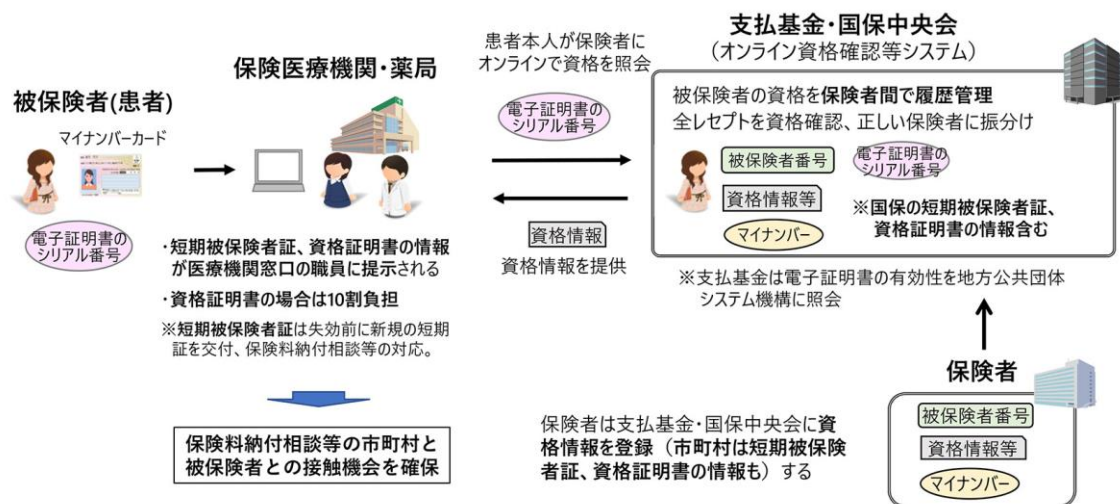 被保険者(患者)
マイナンバーカード
電子証明書の
シリアル番号
保険医療機関・薬局
・短期被保険者証、資格証明書の情報
が医療機関窓口の職員に提示される
・資格証明書の場合は10割負担
※短期被保険者証は失効前に新規の短期
証を交付、保険料納付相談等の対応。
保険料納付相談等の市町村と
被保険者との接触機会を確保
患者本人が保険者に
オンラインで資格を照会
電子証明書の
シリアル番号
資格情報
資格情報を提供
支払基金・国保中央会
(オンライン資格確認等システム)
被保険者の資格を保険者間で履歴管理
全レセプトを資格確認、正しい保険者に振分け
被保険者番号
電子証明書の
シリアル番号
資格情報等
マイナンバー
※国保の短期被保険者証、
資格証明書の情報含む
※支払基金は電子証明書の有効性を地方公共団体
システム機構に照会
保険者
被保険者番号
資格情報等
マイナンバー
保険者は支払基金・国保中央会に資
格情報を登録（市町村は短期被保険
者証、資格証明書の情報も）する